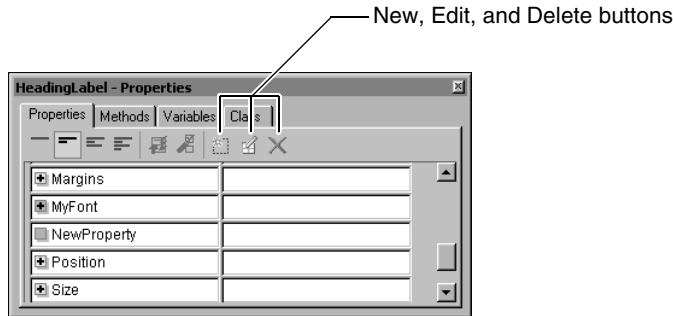 New, Edit, and Delete buttons
HeadingLabel - Properties
Properties Methods Variables Class
Margins
MyFont
NewProperty
Position
Size